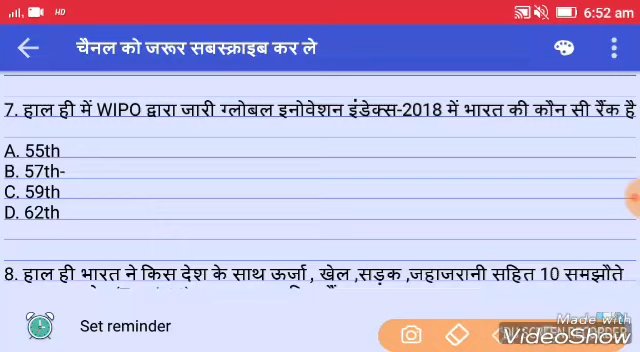 HD 6:52 am
चैनल को जरूर सबस्क्राइब कर ले
7. हाल ही में WIPO द्वारा जारी ग्लोबल इनोवेशन इंडेक्स-2018 में भारत की कौन सी रैंक है
A. 55th
B. 57th-
C. 59th
D. 62th
8. हाल ही भारत ने किस देश के साथ ऊर्जा , खेल ,सड़क ,जहाजरानी सहित 10 समझौते
Set reminder
Made with
VideoShow